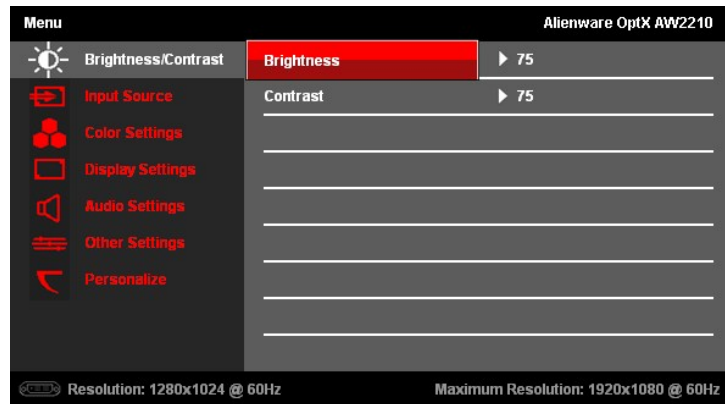 Menu Alienware OptX AW2210
Brightness/Contrast Brightness 75
Input Source Contrast 75
Color Settings
Display Settings
Audio Settings
Other Settings
Personalize
Resolution: 1280x1024 @ 60Hz Maximum Resolution: 1920x1080 @ 60Hz